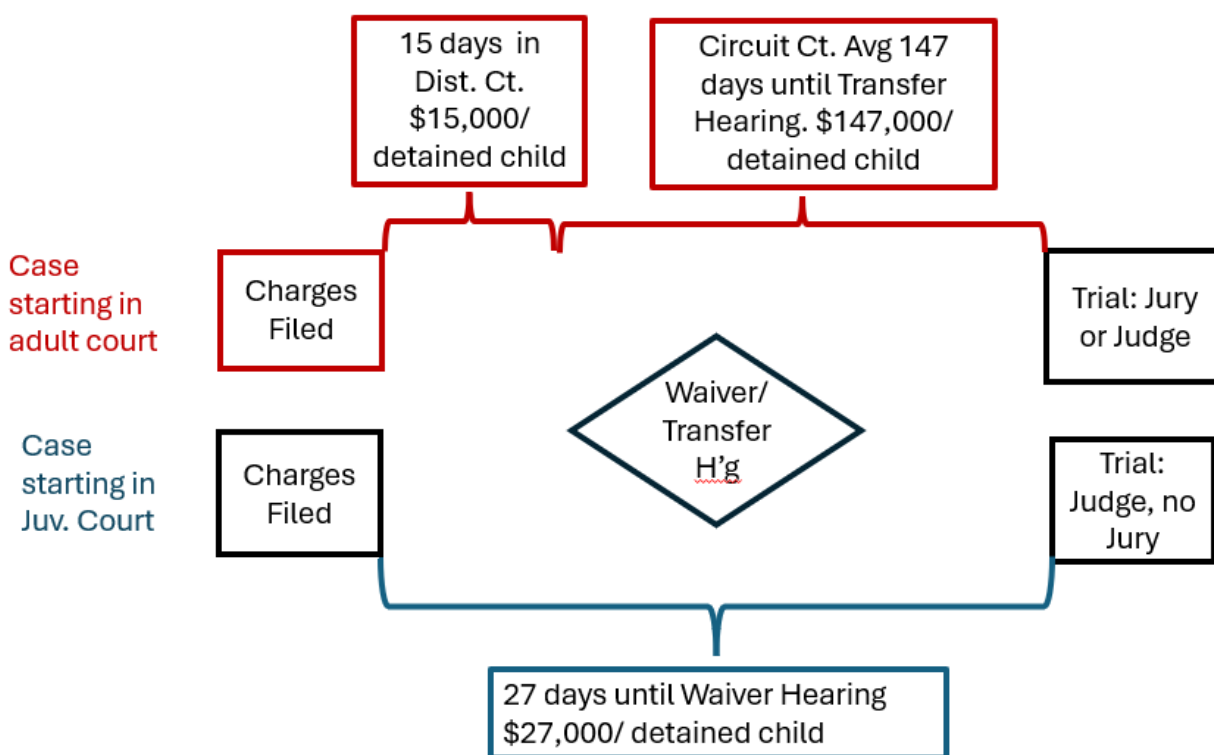 15 days in
Dist. Ct.
$15,000/
detained child
Circuit Ct. Avg 147
days until Transfer
Hearing. $147,000/
detained child
Case
starting in
adult court
Charges
Filed
Trial: Jury
or Judge
Waiver/
Transfer
H’g
Case
starting in
Juv. Court
Charges
Filed
Trial:
Judge, no
Jury
27 days until Waiver Hearing
$27,000/ detained child